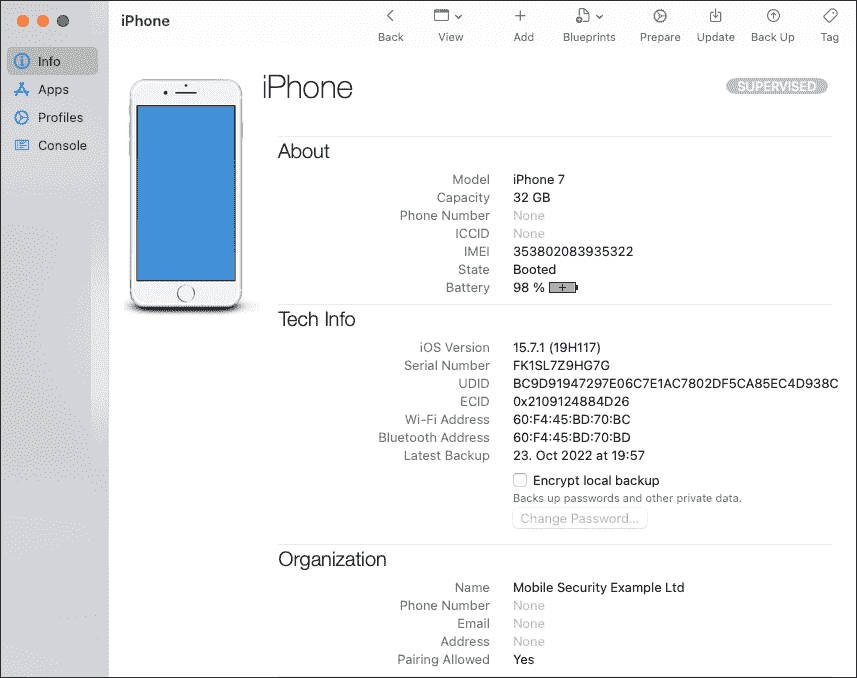 iPhone
Back
View
Add
Blueprints
Prepare
Update
Back Up
Tag
Info
Apps
Profiles
Console
iPhone
SUPERVISED
About
Model iPhone 7
Capacity 32 GB
Phone Number None
ICCID None
IMEI 353802083935322
State Booted
Battery 98 %
Tech Info
iOS Version 15.7.1 (19H117)
Serial Number FK1SL7Z9HG7G
UDID BC9D91947297E06C7E1AC7802DF5CA85EC4D938C
ECID 0x2109124884D26
Wi-Fi Address 60:F4:45:BD:70:BC
Bluetooth Address 60:F4:45:BD:70:BD
Latest Backup 23. Oct 2022 at 19:57
Encrypt local backup
Backs up passwords and other private data.
Change Password...
Organization
Name Mobile Security Example Ltd
Phone Number None
Email None
Address None
Pairing Allowed Yes